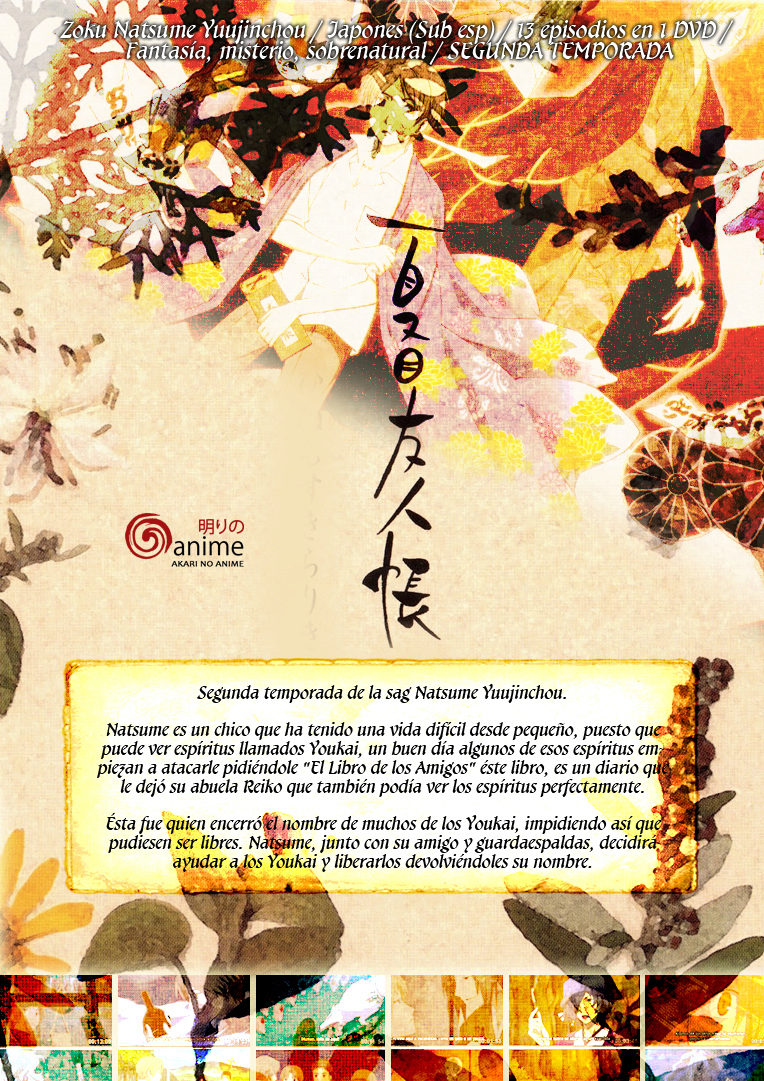 Zoku Natsume Yuujinchou / Japones (Sub esp) / 13 episodios en 1 DVD /
Fantasía, misterio, sobrenatural / SEGUNDA TEMPORADA
夏目友人帳
明りの
anime
AKARI NO ANIME
Segunda temporada de la sag Natsume Yuujinchou.
Natsume es un chico que ha tenido una vida difícil desde pequeño, puesto que
puede ver espíritus llamados Youkai, un buen día algunos de esos espíritus em-
piezan a atacarle pidiéndole "El Libro de los Amigos" éste libro, es un diario que
le dejó su abuela Reiko que también podía ver los espíritus perfectamente.
Ésta fue quien encerró el nombre de muchos de los Youkai, impidiendo así que
pudiesen ser libres. Natsume, junto con su amigo y guardaespaldas, decidirá
ayudar a los Youkai y liberarlos devolviéndoles su nombre.